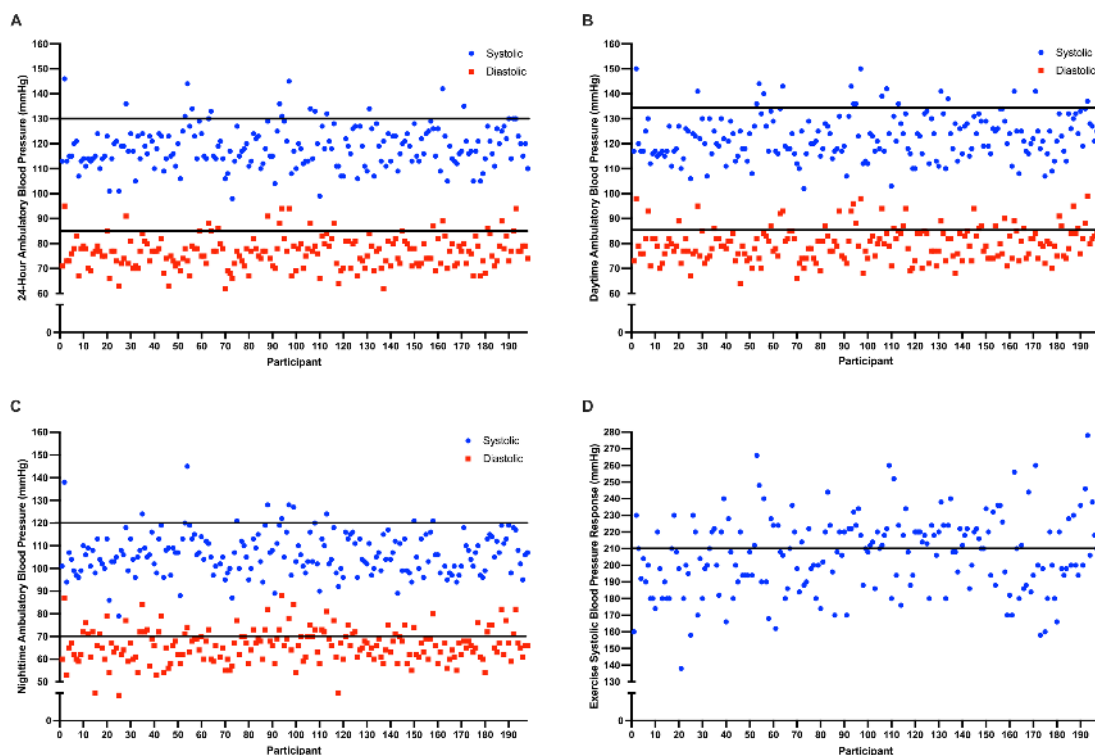 A
24-Hour Ambulatory Blood Pressure (mmHg)
160
150
140
130
120
110
100
90
80
70
60
0
Systolic
Diastolic
0 10 20 30 40 50 60 70 80 90 100 110 120 130 140 150 160 170 180 190
Participant
B
Daytime Ambulatory Blood Pressure (mmHg)
160
150
140
130
120
110
100
90
80
70
60
0
Systolic
Diastolic
0 10 20 30 40 50 60 70 80 90 100 110 120 130 140 150 160 170 180 190
Participant
C
Nighttime Ambulatory Blood Pressure (mmHg)
160
150
140
130
120
110
100
90
80
70
60
50
0
Systolic
Diastolic
0 10 20 30 40 50 60 70 80 90 100 110 120 130 140 150 160 170 180 190
Participant
D
Exercise Systolic Blood Pressure Response (mmHg)
280
270
260
250
240
230
220
210
200
190
180
170
160
150
140
130
0
0 10 20 30 40 50 60 70 80 90 100 110 120 130 140 150 160 170 180 190
Participant